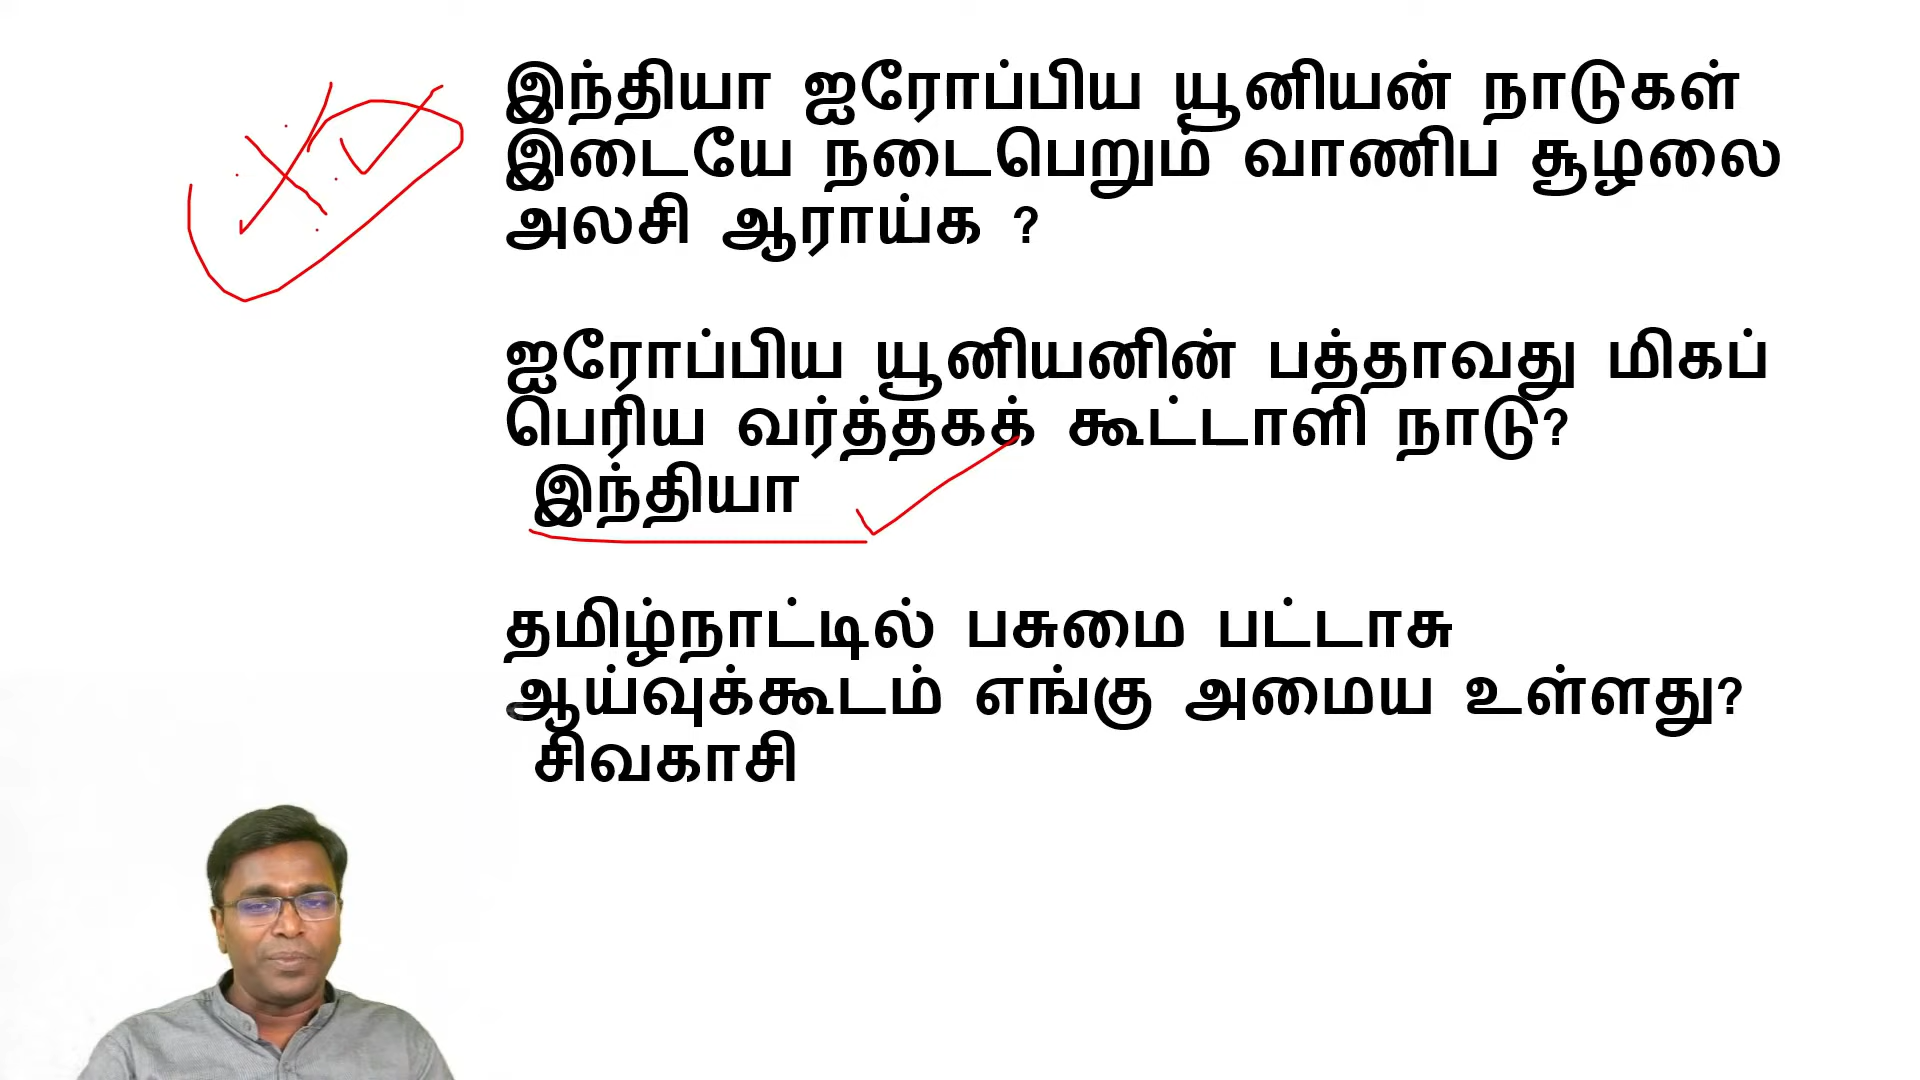 இந்தியா ஐரோப்பிய யூனியன் நாடுகள்
இடையே நடைபெறும் வாணிப சூழலை
அலசி ஆராய்க ?
ஐரோப்பிய யூனியனின் பத்தாவது மிகப்
பெரிய வர்த்தகக் கூட்டாளி நாடு?
இந்தியா
தமிழ்நாட்டில் பசுமை பட்டாசு
ஆய்வுக்கூடம் எங்கு அமைய உள்ளது?
சிவகாசி